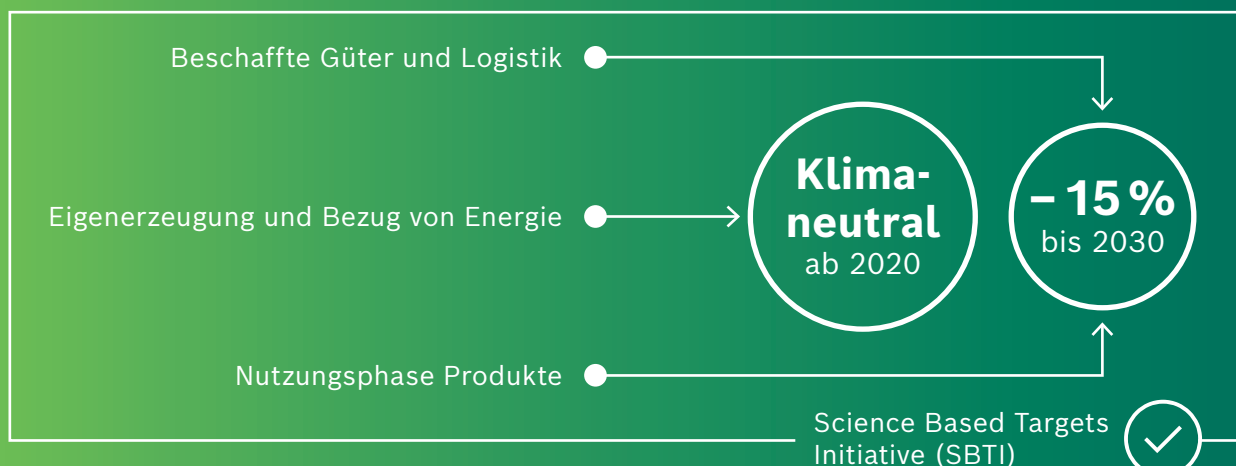 Beschaffte Güter und Logistik
Eigenerzeugung und Bezug von Energie
Klima-
neutral
ab 2020
– 15 %
bis 2030
Nutzungsphase Produkte
Science Based Targets
Initiative (SBTI)